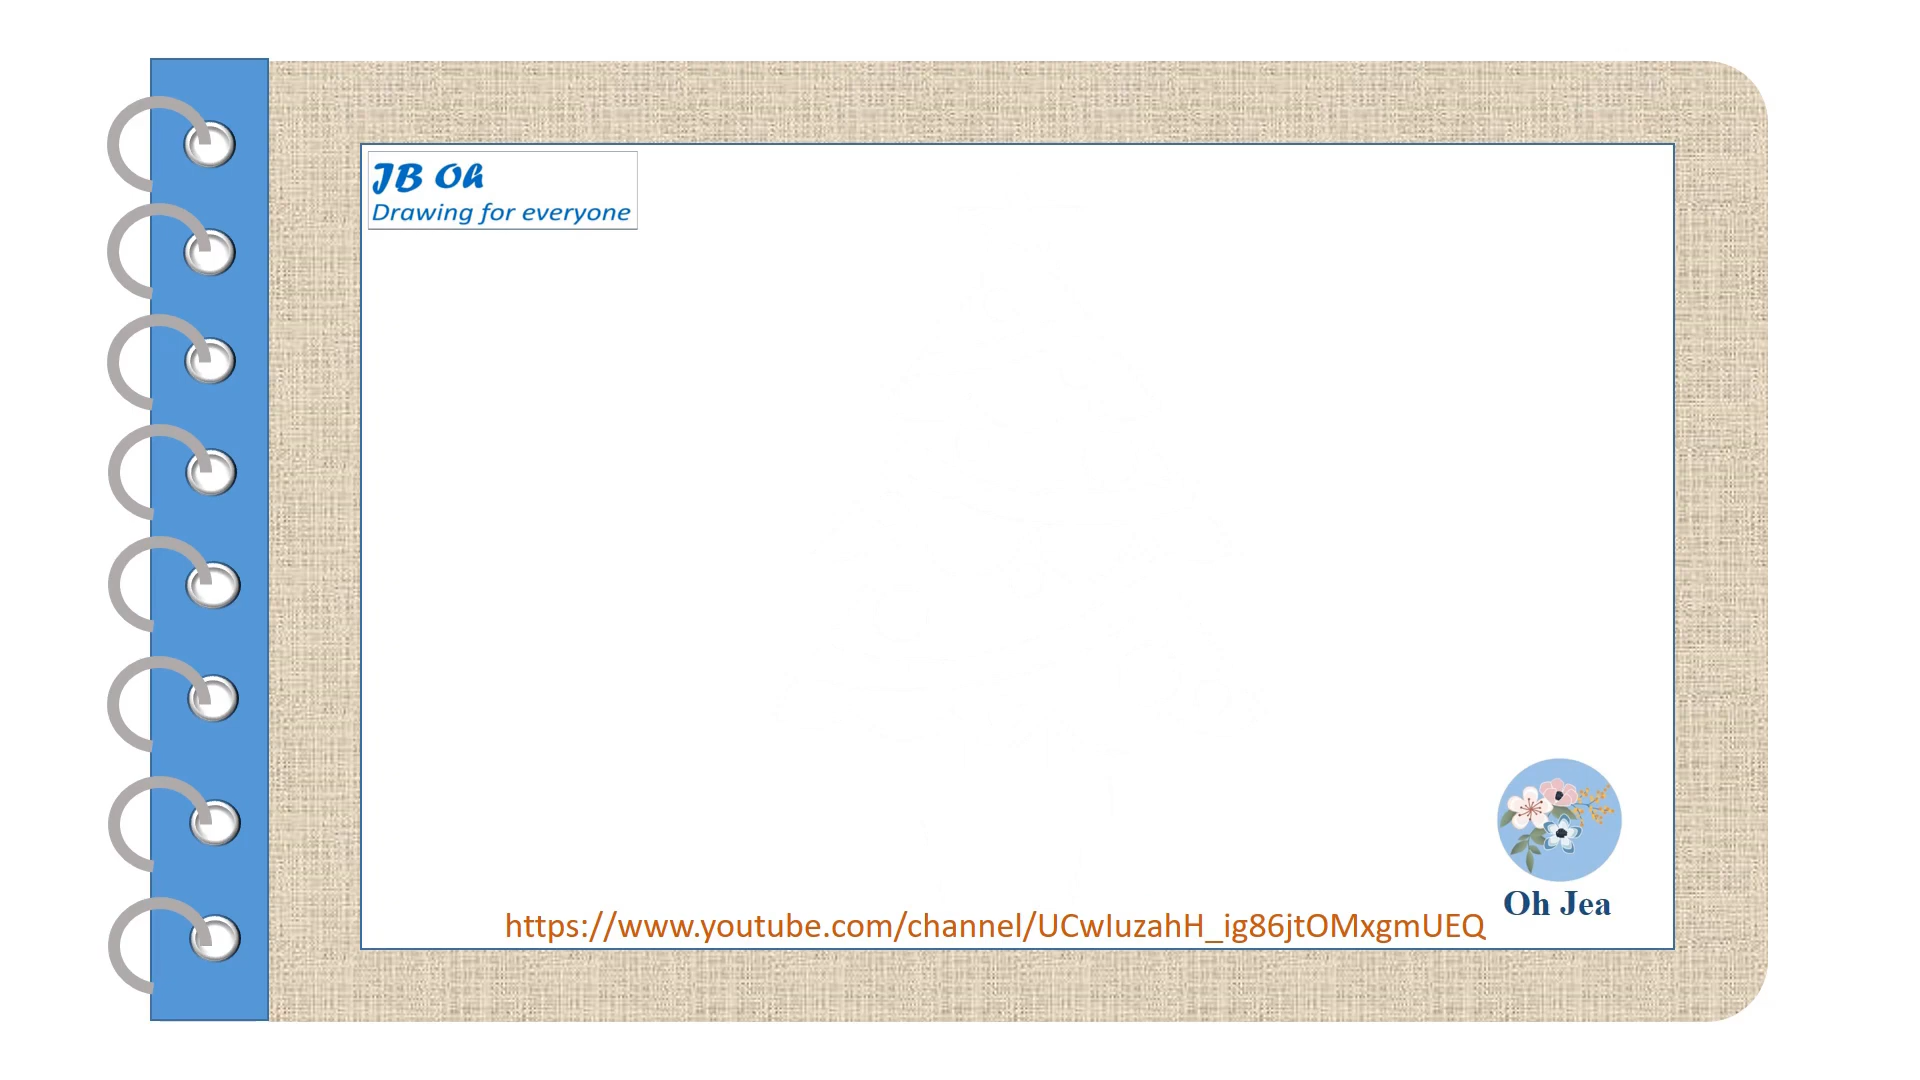 JB Oh
Drawing for everyone
Oh Jea
https://www.youtube.com/channel/UCwIuzahH_ig86jtOMxgmUEQ